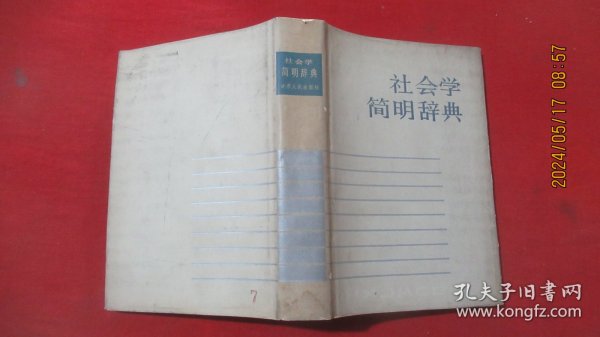 社会学
简明辞典
社会学
简明辞典
7
2024/05/17 08:57
孔夫子旧书网
www.kongfz.com